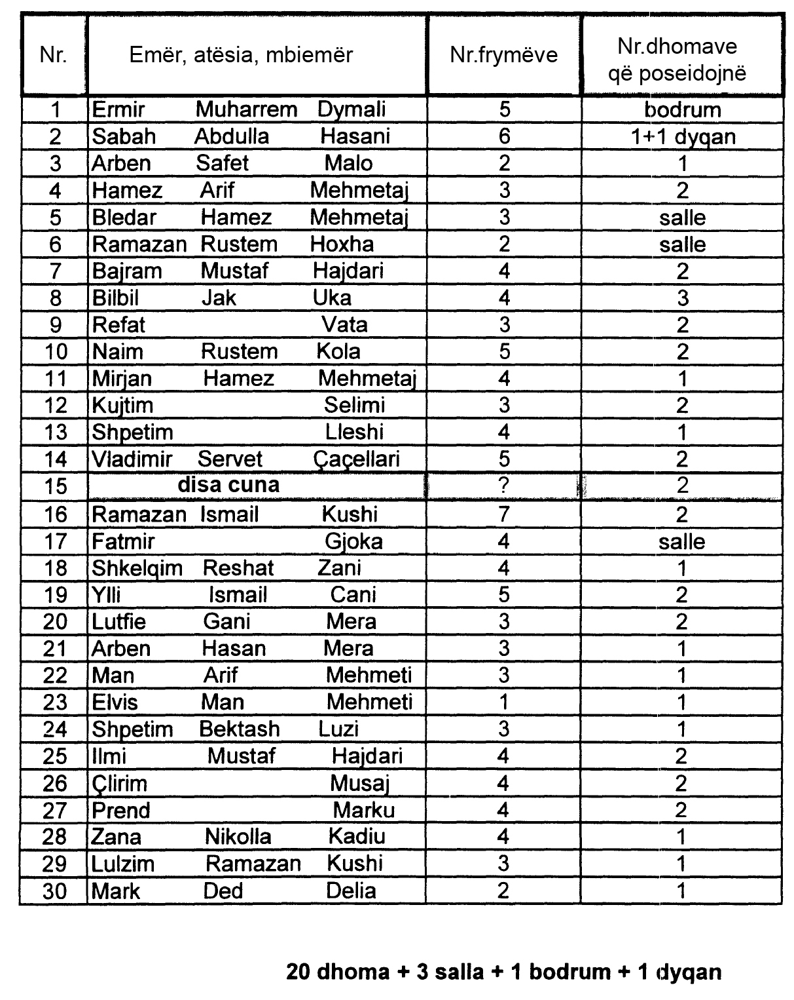 Nr. Emër, atësia, mbiemër Nr.frymëve Nr.dhomave që poseidojnë
1 Ermir Muharrem Dymali 5 bodrum
2 Sabah Abdulla Hasani 6 1+1 dyqan
3 Arben Safet Malo 2 1
4 Hamez Arif Mehmetaj 3 2
5 Bledar Hamez Mehmetaj 3 salle
6 Ramazan Rustem Hoxha 2 salle
7 Bajram Mustaf Hajdari 4 2
8 Bilbil Jak Uka 4 3
9 Refat Vata 3 2
10 Naim Rustem Kola 5 2
11 Mirjan Hamez Mehmetaj 4 1
12 Kujtim Selimi 3 2
13 Shpetim Lleshi 4 1
14 Vladimir Servet Çaçellari 5 2
15 disa cuna ? 2
16 Ramazan Ismail Kushi 7 2
17 Fatmir Gjoka 4 salle
18 Shkelqim Reshat Zani 4 1
19 Ylli Ismail Cani 5 2
20 Lutfie Gani Mera 3 2
21 Arben Hasan Mera 3 1
22 Man Arif Mehmeti 3 1
23 Elvis Man Mehmeti 1 1
24 Shpetim Bektash Luzi 3 1
25 Ilmi Mustaf Hajdari 4 2
26 Çlirim Musaj 4 2
27 Prend Marku 4 2
28 Zana Nikolla Kadiu 4 1
29 Lulzim Ramazan Kushi 3 1
30 Mark Ded Delia 2 1
20 dhoma + 3 salla + 1 bodrum + 1 dyqan